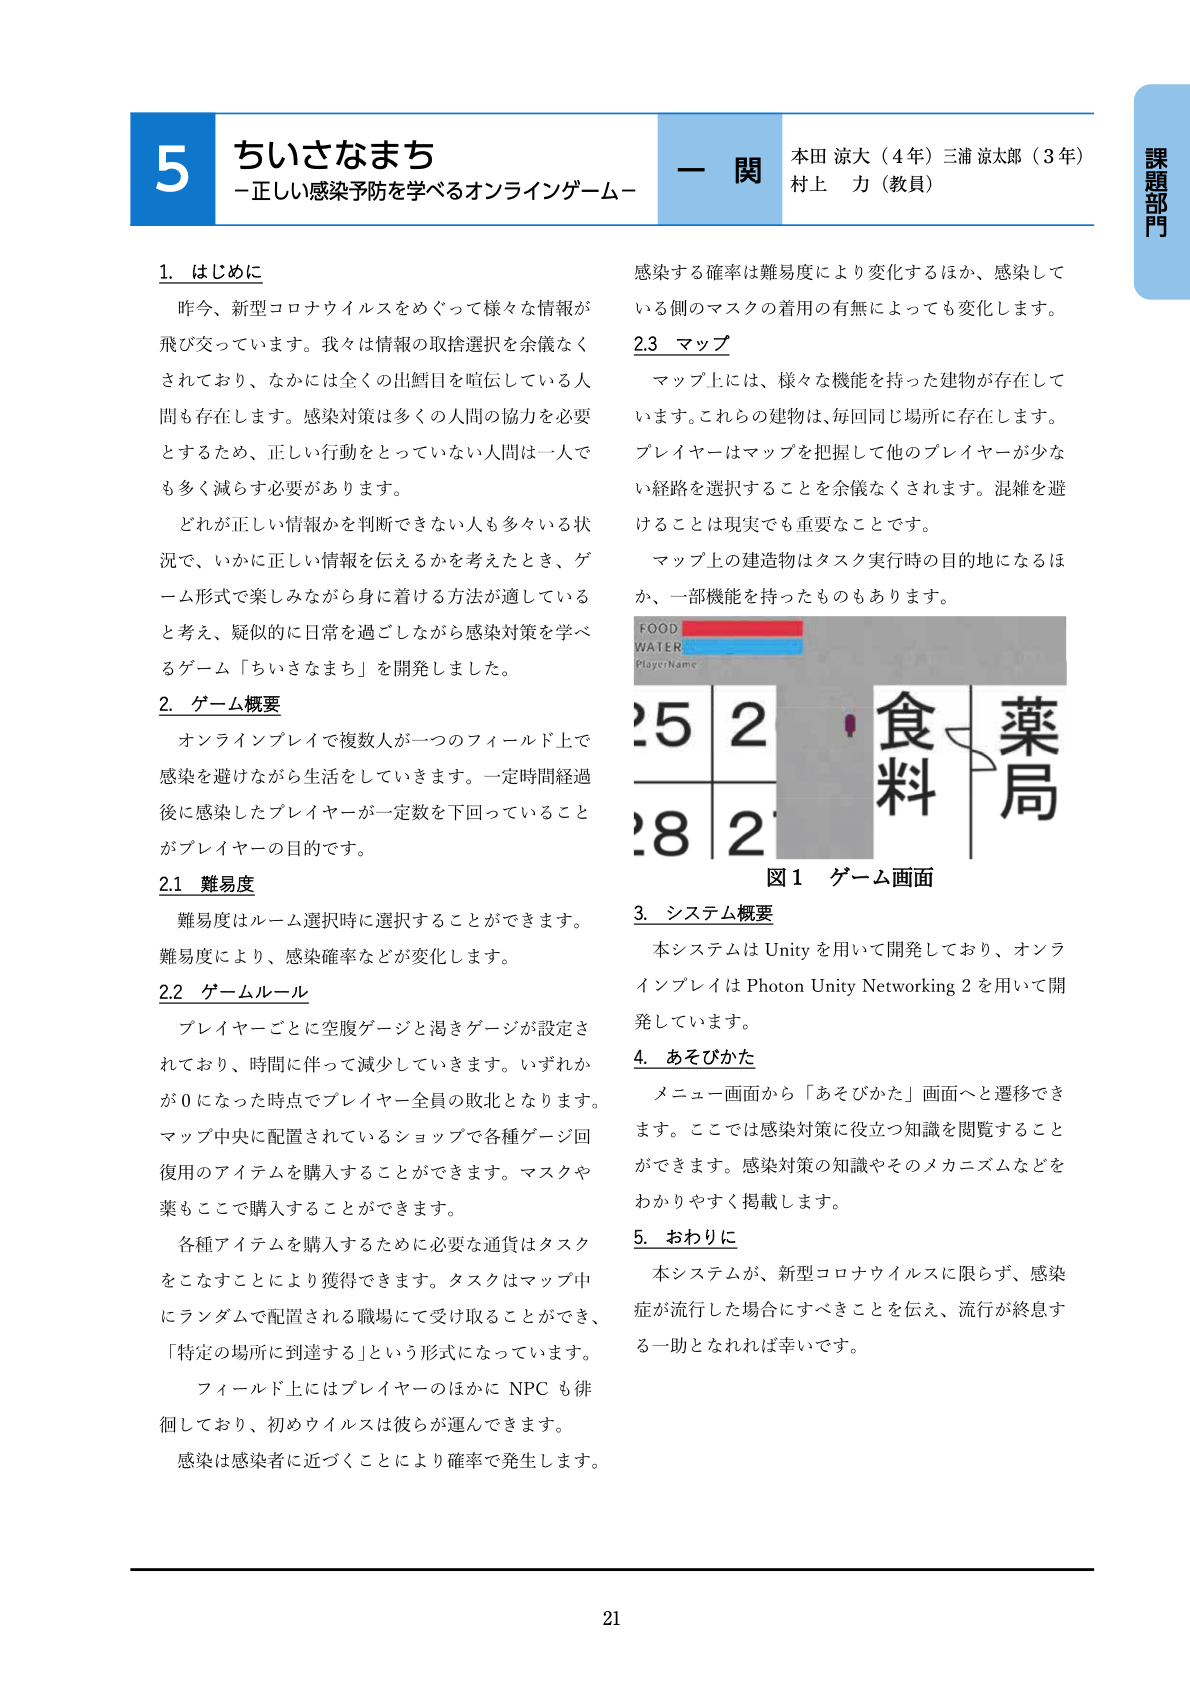 5
ちいさなまち
－正しい感染予防を学べるオンラインゲーム－
一　関
本田 涼大（４年）三浦 涼太郎（３年）
村上　力（教員）
課題部門
1.　はじめに
昨今、新型コロナウイルスをめぐって様々な情報が
飛び交っています。我々は情報の取捨選択を余儀なく
されており、なかには全くの出鱈目を喧伝している人
間も存在します。感染対策は多くの人間の協力を必要
とするため、正しい行動をとっていない人間は一人で
も多く減らす必要があります。
どれが正しい情報かを判断できない人も多々いる状
況で、いかに正しい情報を伝えるかを考えたとき、ゲ
ーム形式で楽しみながら身に着ける方法が適している
と考え、疑似的に日常を過ごしながら感染対策を学べ
るゲーム「ちいさなまち」を開発しました。
2.　ゲーム概要
オンラインプレイで複数人が一つのフィールド上で
感染を避けながら生活をしていきます。一定時間経過
後に感染したプレイヤーが一定数を下回っていること
がプレイヤーの目的です。
2.1　難易度
難易度はルーム選択時に選択することができます。
難易度により、感染確率などが変化します。
2.2　ゲームルール
プレイヤーごとに空腹ゲージと渇きゲージが設定さ
れており、時間に伴って減少していきます。いずれか
が 0 になった時点でプレイヤー全員の敗北となります。
マップ中央に配置されているショップで各種ゲージ回
復用のアイテムを購入することができます。マスクや
薬もここで購入することができます。
各種アイテムを購入するために必要な通貨はタスク
をこなすことにより獲得できます。タスクはマップ中
にランダムで配置される職場にて受け取ることができ、
「特定の場所に到達する」という形式になっています。
フィールド上にはプレイヤーのほかに NPC も徘
徊しており、初めウイルスは彼らが運んできます。
感染は感染者に近づくことにより確率で発生します。
感染する確率は難易度により変化するほか、感染して
いる側のマスクの着用の有無によっても変化します。
2.3　マップ
マップ上には、様々な機能を持った建物が存在して
います。これらの建物は、毎回同じ場所に存在します。
プレイヤーはマップを把握して他のプレイヤーが少な
い経路を選択することを余儀なくされます。混雑を避
けることは現実でも重要なことです。
マップ上の建造物はタスク実行時の目的地になるほ
か、一部機能を持ったものもあります。
FOOD
WATER
PlayerName
25 2
食料
薬局
28 2
図１　ゲーム画面
3.　システム概要
本システムは Unity を用いて開発しており、オンラ
インプレイは Photon Unity Networking 2 を用いて開
発しています。
4.　あそびかた
メニュー画面から「あそびかた」画面へと遷移でき
ます。ここでは感染対策に役立つ知識を閲覧すること
ができます。感染対策の知識やそのメカニズムなどを
わかりやすく掲載します。
5.　おわりに
本システムが、新型コロナウイルスに限らず、感染
症が流行した場合にすべきことを伝え、流行が終息す
る一助となれれば幸いです。
21